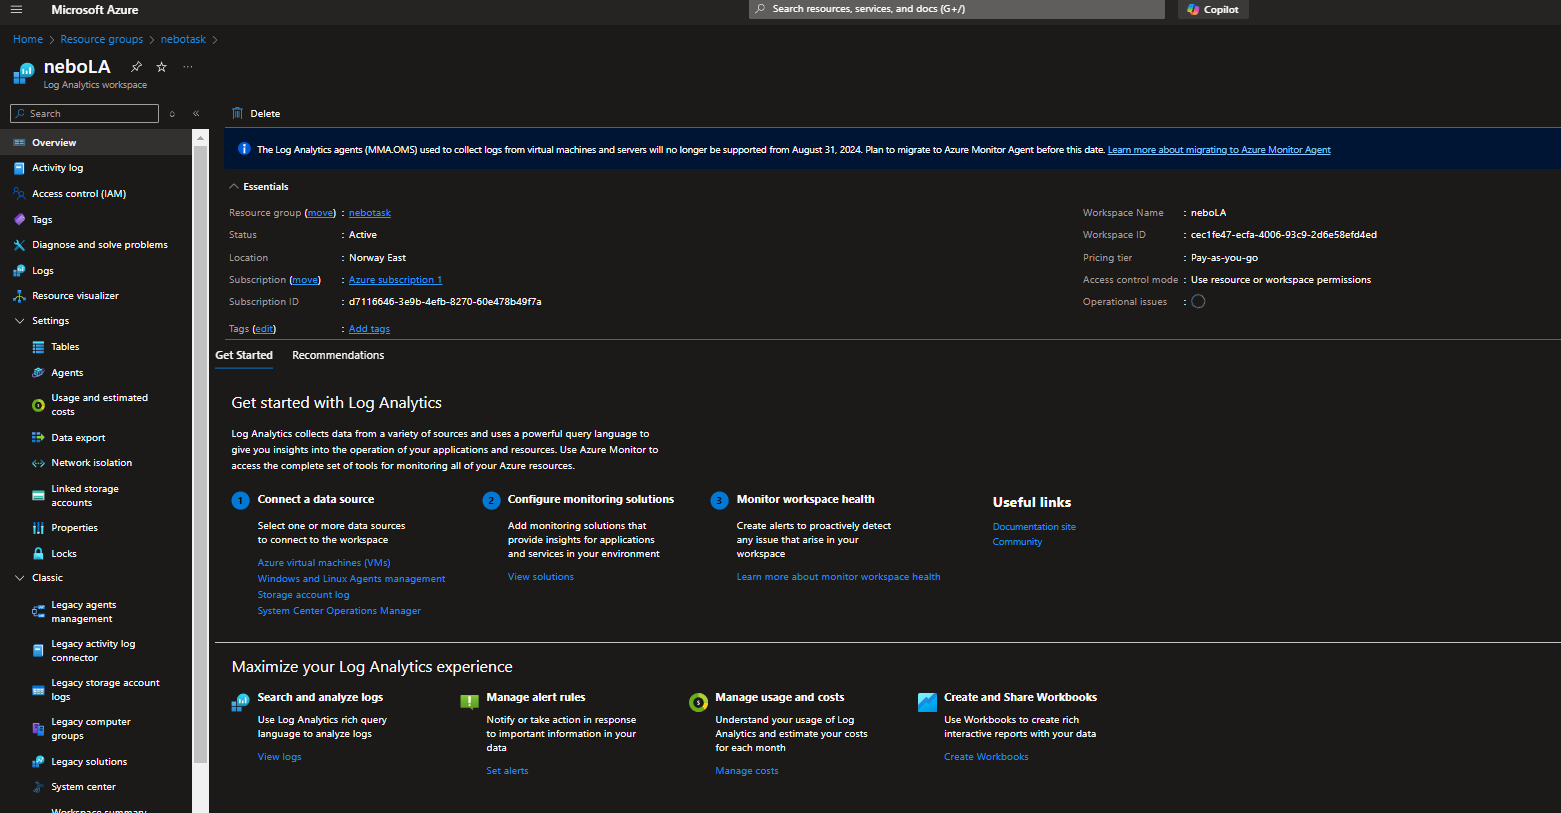 Microsoft Azure
Search resources, services, and docs (G+/)
Copilot
Home > Resource groups > nebotask >
neboLA
Log Analytics workspace
Search
Overview
Activity log
Access control (IAM)
Tags
Diagnose and solve problems
Logs
Resource visualizer
Settings
Tables
Agents
Usage and estimated
costs
Data export
Network isolation
Linked storage
accounts
Properties
Locks
Classic
Legacy agents
management
Legacy activity log
connector
Legacy storage account
logs
Legacy computer
groups
Legacy solutions
System center
Workspace summary
Delete
The Log Analytics agents (MMA.OMS) used to collect logs from virtual machines and servers will no longer be supported from August 31, 2024. Plan to migrate to Azure Monitor Agent before this date. Learn more about migrating to Azure Monitor Agent
Essentials
Resource group (move) : nebotask
Status : Active
Location : Norway East
Subscription (move) : Azure subscription 1
Subscription ID : d7116646-3e9b-4efb-8270-60e478b49f7a
Tags (edit) : Add tags
Workspace Name : neboLA
Workspace ID : cec1fe47-ecfa-4006-93c9-2d6e58efd4ed
Pricing tier : Pay-as-you-go
Access control mode : Use resource or workspace permissions
Operational issues :
Get Started Recommendations
Get started with Log Analytics
Log Analytics collects data from a variety of sources and uses a powerful query language to
give you insights into the operation of your applications and resources. Use Azure Monitor to
access the complete set of tools for monitoring all of your Azure resources.
1 Connect a data source
Select one or more data sources
to connect to the workspace
Azure virtual machines (VMs)
Windows and Linux Agents management
Storage account log
System Center Operations Manager
2 Configure monitoring solutions
Add monitoring solutions that
provide insights for applications
and services in your environment
View solutions
3 Monitor workspace health
Create alerts to proactively detect
any issue that arise in your
workspace
Learn more about monitor workspace health
Useful links
Documentation site
Community
Maximize your Log Analytics experience
Search and analyze logs
Use Log Analytics rich query
language to analyze logs
View logs
Manage alert rules
Notify or take action in response
to important information in your
data
Set alerts
Manage usage and costs
Understand your usage of Log
Analytics and estimate your costs
for each month
Manage costs
Create and Share Workbooks
Use Workbooks to create rich
interactive reports with your data
Create Workbooks